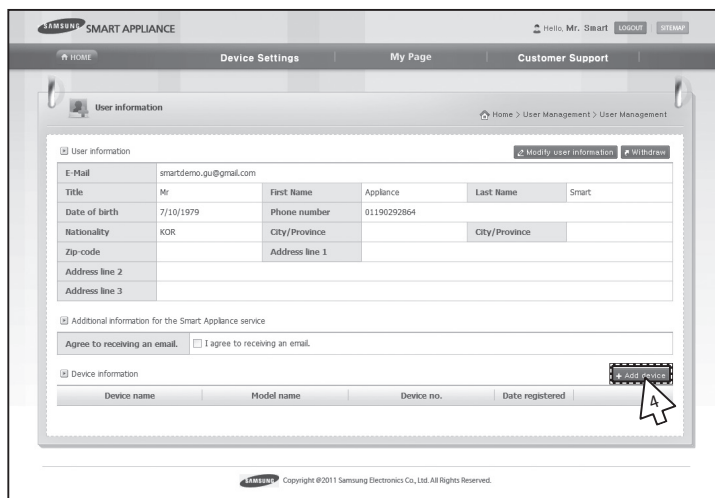 SAMSUNG SMART APPLIANCE
Hello, Mr. Smart LOGOUT SITEMAP
HOME Device Settings My Page Customer Support
User information
Home > User Management > User Management
User information
Modify user information Withdraw
E-Mail smartdemo.gu@gmail.com
Title Mr First Name Appliance Last Name Smart
Date of birth 7/10/1979 Phone number 01190292864
Nationality KOR City/Province City/Province
Zip-code Address line 1
Address line 2
Address line 3
Additional information for the Smart Appliance service
Agree to receiving an email. I agree to receiving an email.
Device information
+ Add device
4
Device name Model name Device no. Date registered
SAMSUNG Copyright @2011 Samsung Electronics Co., Ltd. All Rights Reserved.